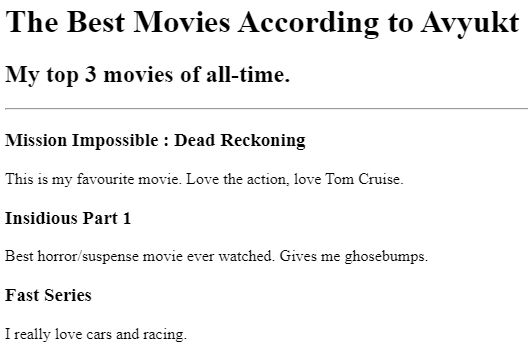 The Best Movies According to Avyukt
My top 3 movies of all-time.
Mission Impossible : Dead Reckoning
This is my favourite movie. Love the action, love Tom Cruise.
Insidious Part 1
Best horror/suspense movie ever watched. Gives me ghosebumps.
Fast Series
I really love cars and racing.